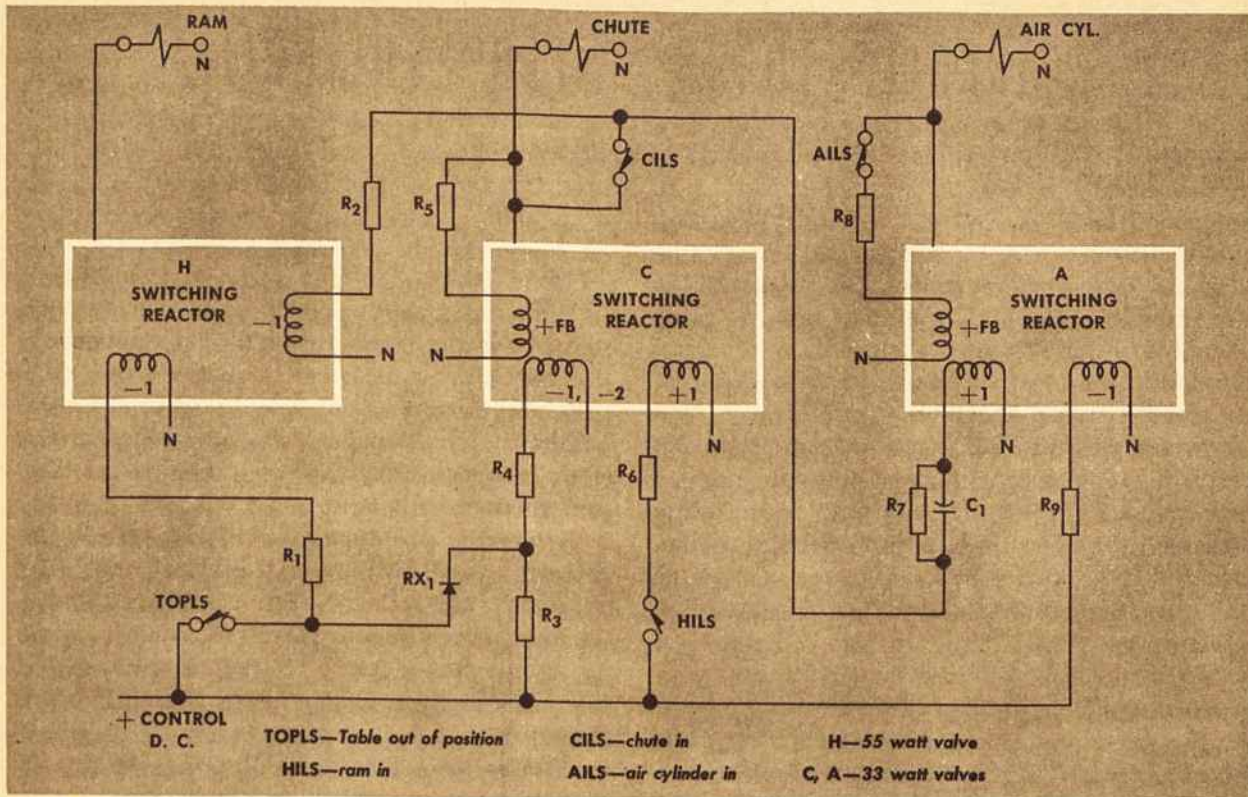 RAM
N
CHUTE
N
AIR CYL.
N
AILS
CILS
R2
R5
R8
H
SWITCHING
REACTOR
−1
−1
N
N
C
SWITCHING
REACTOR
+FB
N
−1, −2
+1
N
A
SWITCHING
REACTOR
+FB
N
+1
−1
N
N
R4
R6
R7
C1
R9
R1
RX1
R3
TOPLS
HILS
+ CONTROL
D. C.
TOPLS—Table out of position
CILS—chute in
H—55 watt valve
HILS—ram in
AILS—air cylinder in
C, A—33 watt valves